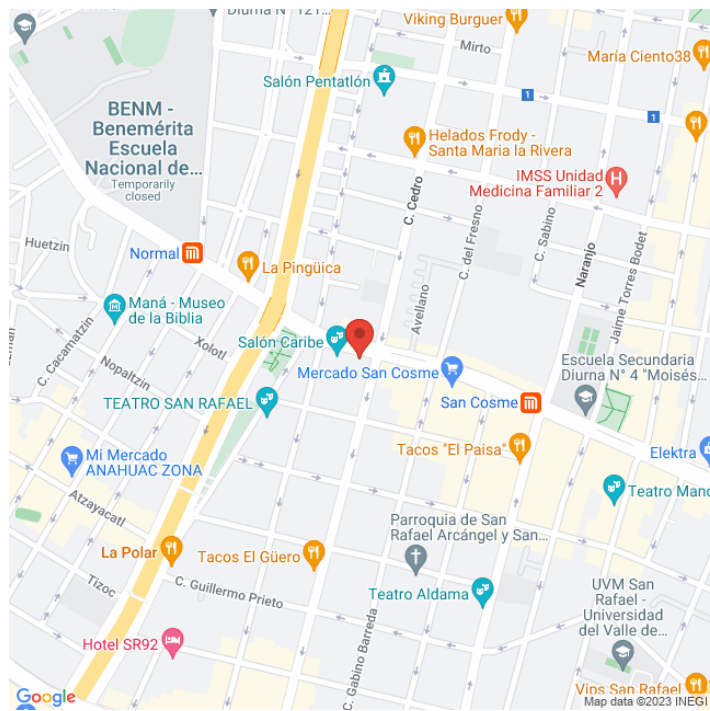 Diurna N° 121...
Viking Burguer
Mirto
María Ciento38
Salón Pentatlón
1
1
BENM -
Benemérita
Escuela
Nacional de...
Temporarily
closed
Helados Frody -
Santa Maria la Rivera
IMSS Unidad
Medicina Familiar 2
C. Cedro
C. del Fresno
C. Sabino
Naranjo
Jaime Torres Bodet
Huetzin
Normal
La Pingüica
Avellano
Maná - Museo
de la Biblia
Xolotl
C. Cacamatzin
Nopaltzin
Salón Caribe
Mercado San Cosme
Escuela Secundaria
Diurna N° 4 "Moisés...
TEATRO SAN RAFAEL
San Cosme
Mi Mercado
ANAHUAC ZONA
Tacos "El Paisa"
Elektra
Teatro Manc
Atzayacatl
Parroquia de San
Rafael Arcángel y San...
La Polar
Tacos El Güero
Tizoc
C. Guillermo Prieto
Teatro Aldama
UVM San
Rafael -
Universidad
del Valle de...
Hotel SR92
C. Gabino Barreda
Vips San Rafael
Google
Map data ©2023 INEGI